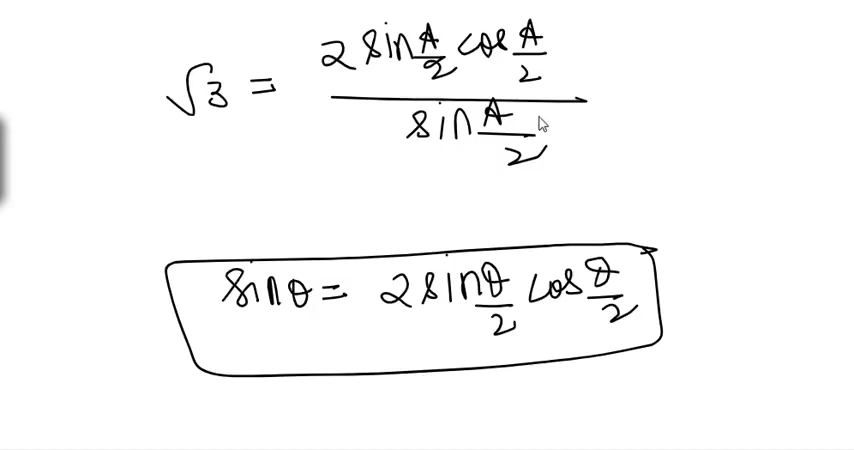 √3 = (2 sin A/2 cos A/2) / (sin A/2)
sin θ = 2 sin θ/2 cos θ/2